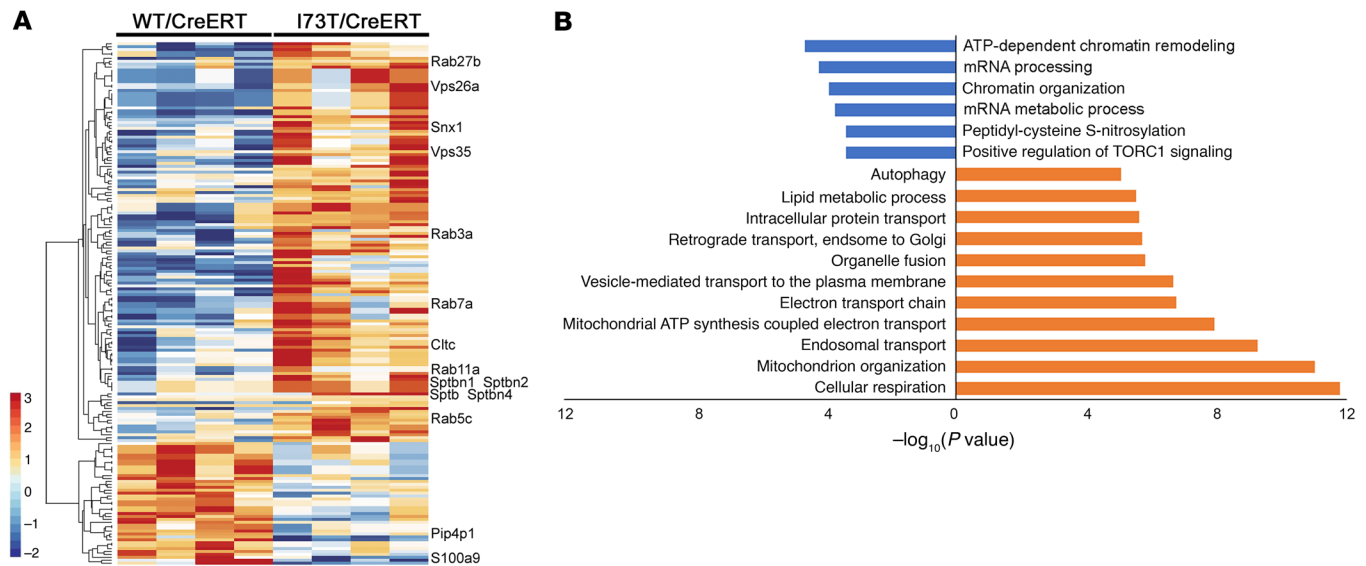 A
WT/CreERT
I73T/CreERT
Rab27b
Vps26a
Snx1
Vps35
Rab3a
Rab7a
Cltc
Rab11a
Sptbn1 Sptbn2
Sptb Sptbn4
Rab5c
Pip4p1
S100a9
3
2
1
0
–1
–2
B
ATP-dependent chromatin remodeling
mRNA processing
Chromatin organization
mRNA metabolic process
Peptidyl-cysteine S-nitrosylation
Positive regulation of TORC1 signaling
Autophagy
Lipid metabolic process
Intracellular protein transport
Retrograde transport, endsome to Golgi
Organelle fusion
Vesicle-mediated transport to the plasma membrane
Electron transport chain
Mitochondrial ATP synthesis coupled electron transport
Endosomal transport
Mitochondrion organization
Cellular respiration
12 8 4 0 4 8 12
–log10(P value)